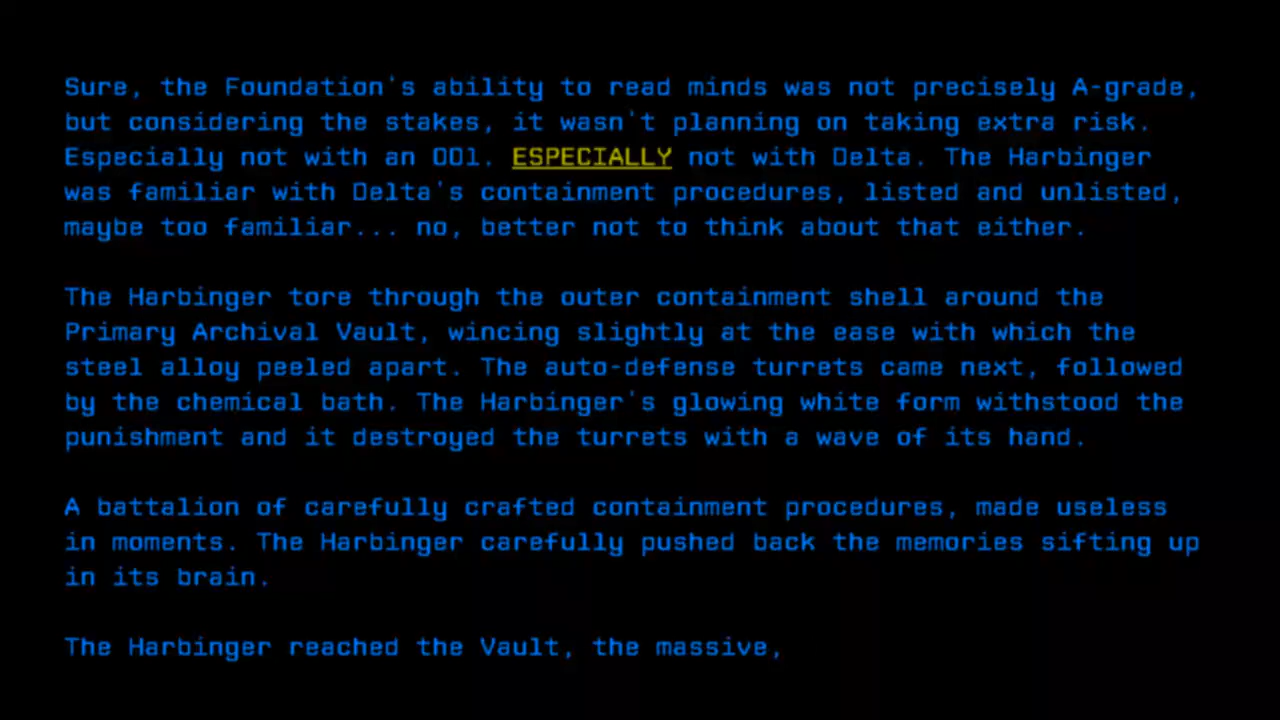 Sure, the Foundation's ability to read minds was not precisely A-grade,
but considering the stakes, it wasn't planning on taking extra risk.
Especially not with an 001. ESPECIALLY not with Delta. The Harbinger
was familiar with Delta's containment procedures, listed and unlisted,
maybe too familiar... no, better not to think about that either.
The Harbinger tore through the outer containment shell around the
Primary Archival Vault, wincing slightly at the ease with which the
steel alloy peeled apart. The auto-defense turrets came next, followed
by the chemical bath. The Harbinger's glowing white form withstood the
punishment and it destroyed the turrets with a wave of its hand.
A battalion of carefully crafted containment procedures, made useless
in moments. The Harbinger carefully pushed back the memories sifting up
in its brain.
The Harbinger reached the Vault, the massive,